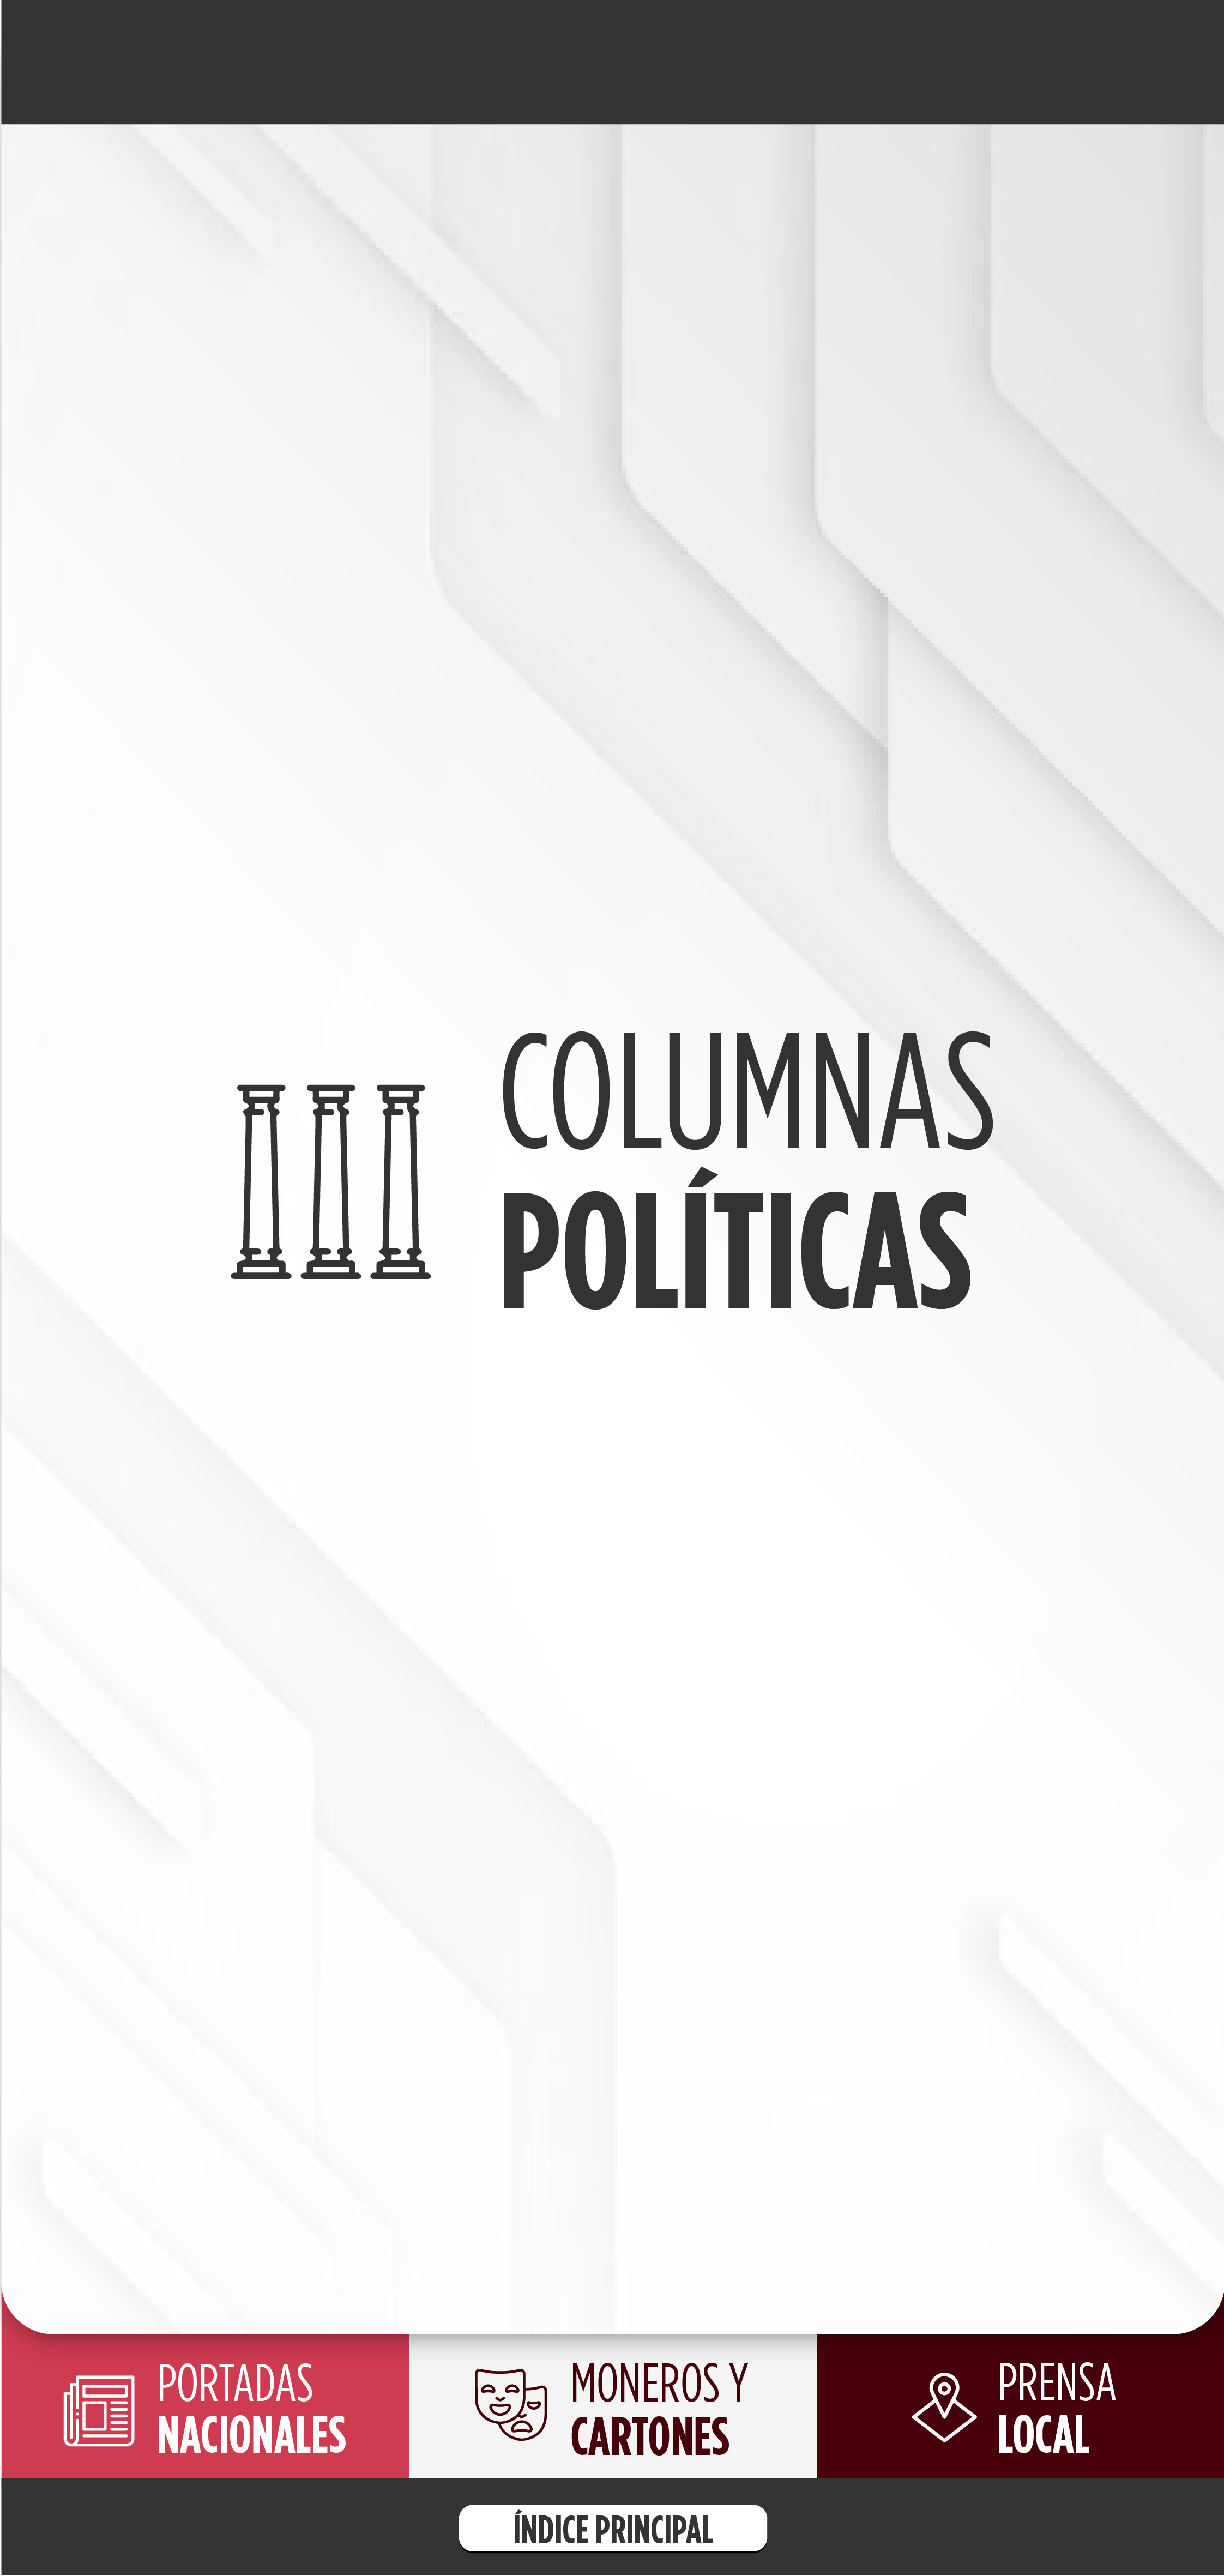 COLUMNAS
POLÍTICAS
PORTADAS
NACIONALES
MONEROS Y
CARTONES
PRENSA
LOCAL
ÍNDICE PRINCIPAL